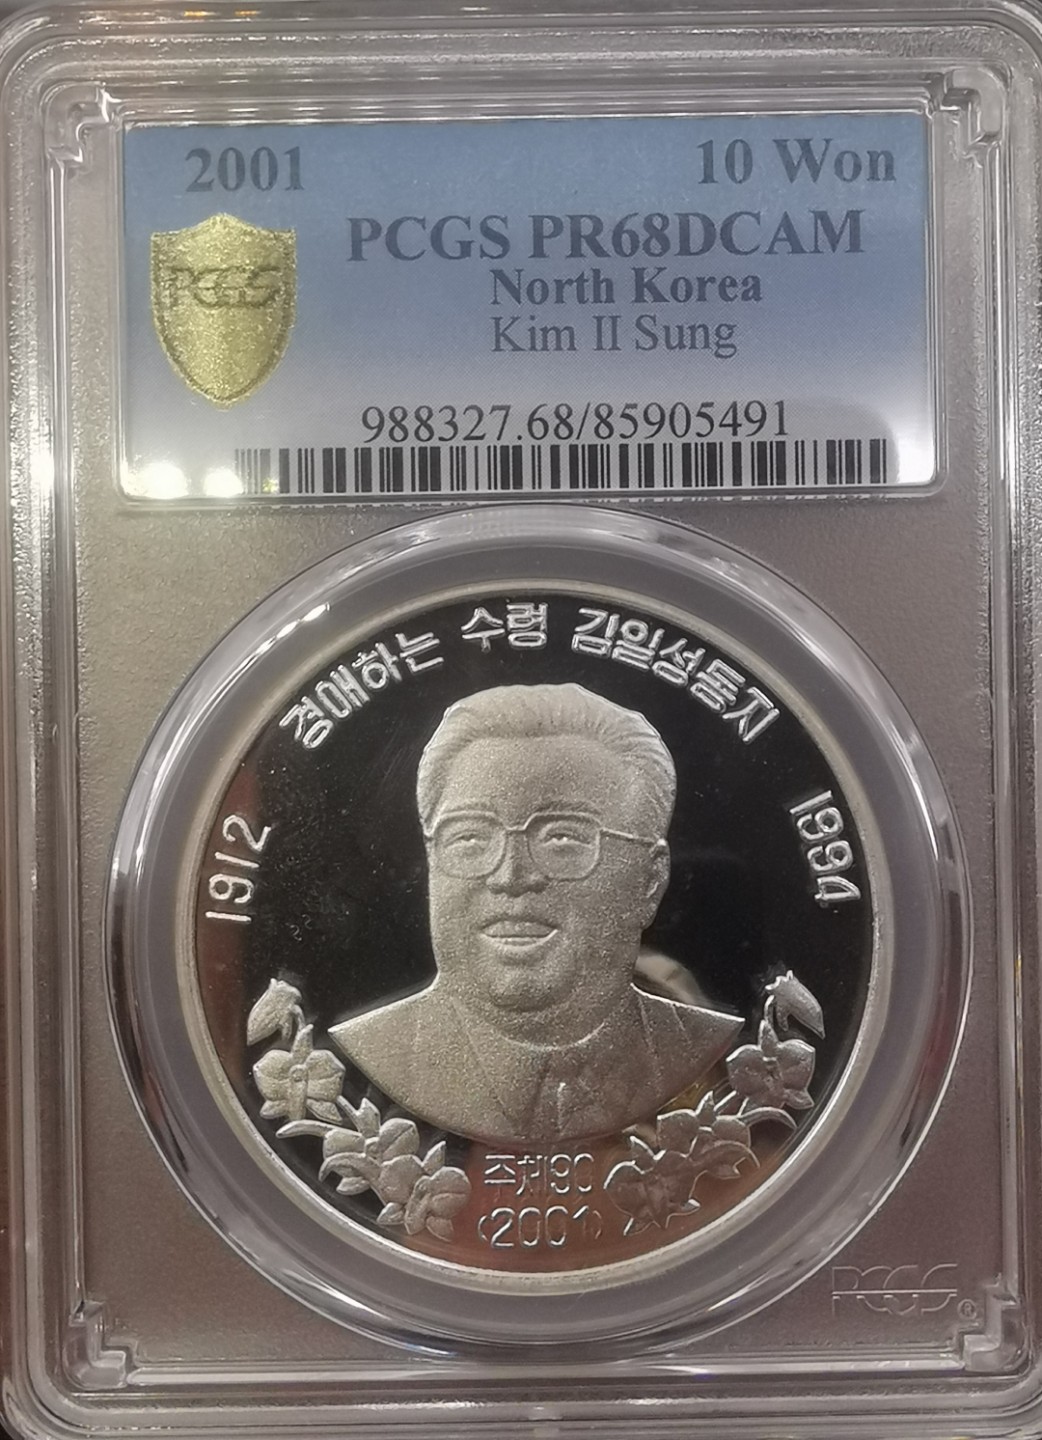 2001 10 Won
PCGS PR68DCAM
North Korea
Kim Il Sung
988327.68/85905491
PCGS
경애하는 수령 김일성동지
1912
1994
주체90
(2001)
PCGS®